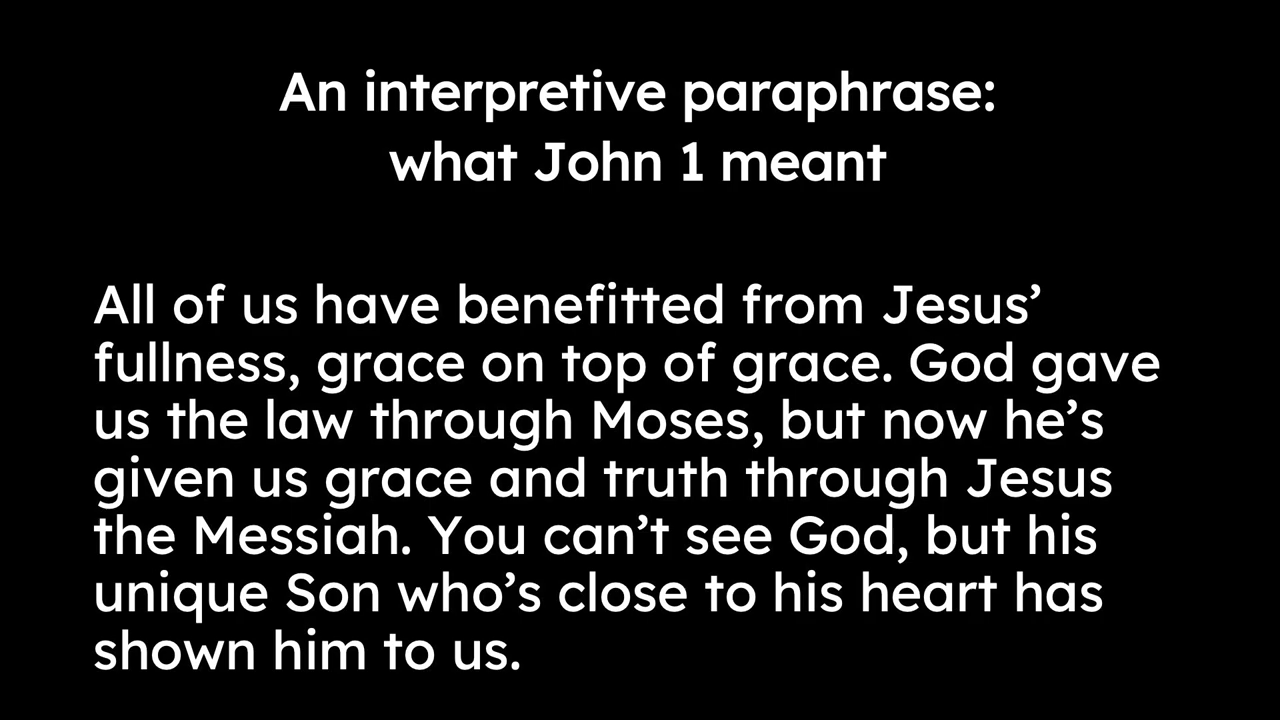 An interpretive paraphrase:
what John 1 meant
All of us have benefitted from Jesus’
fullness, grace on top of grace. God gave
us the law through Moses, but now he’s
given us grace and truth through Jesus
the Messiah. You can’t see God, but his
unique Son who’s close to his heart has
shown him to us.